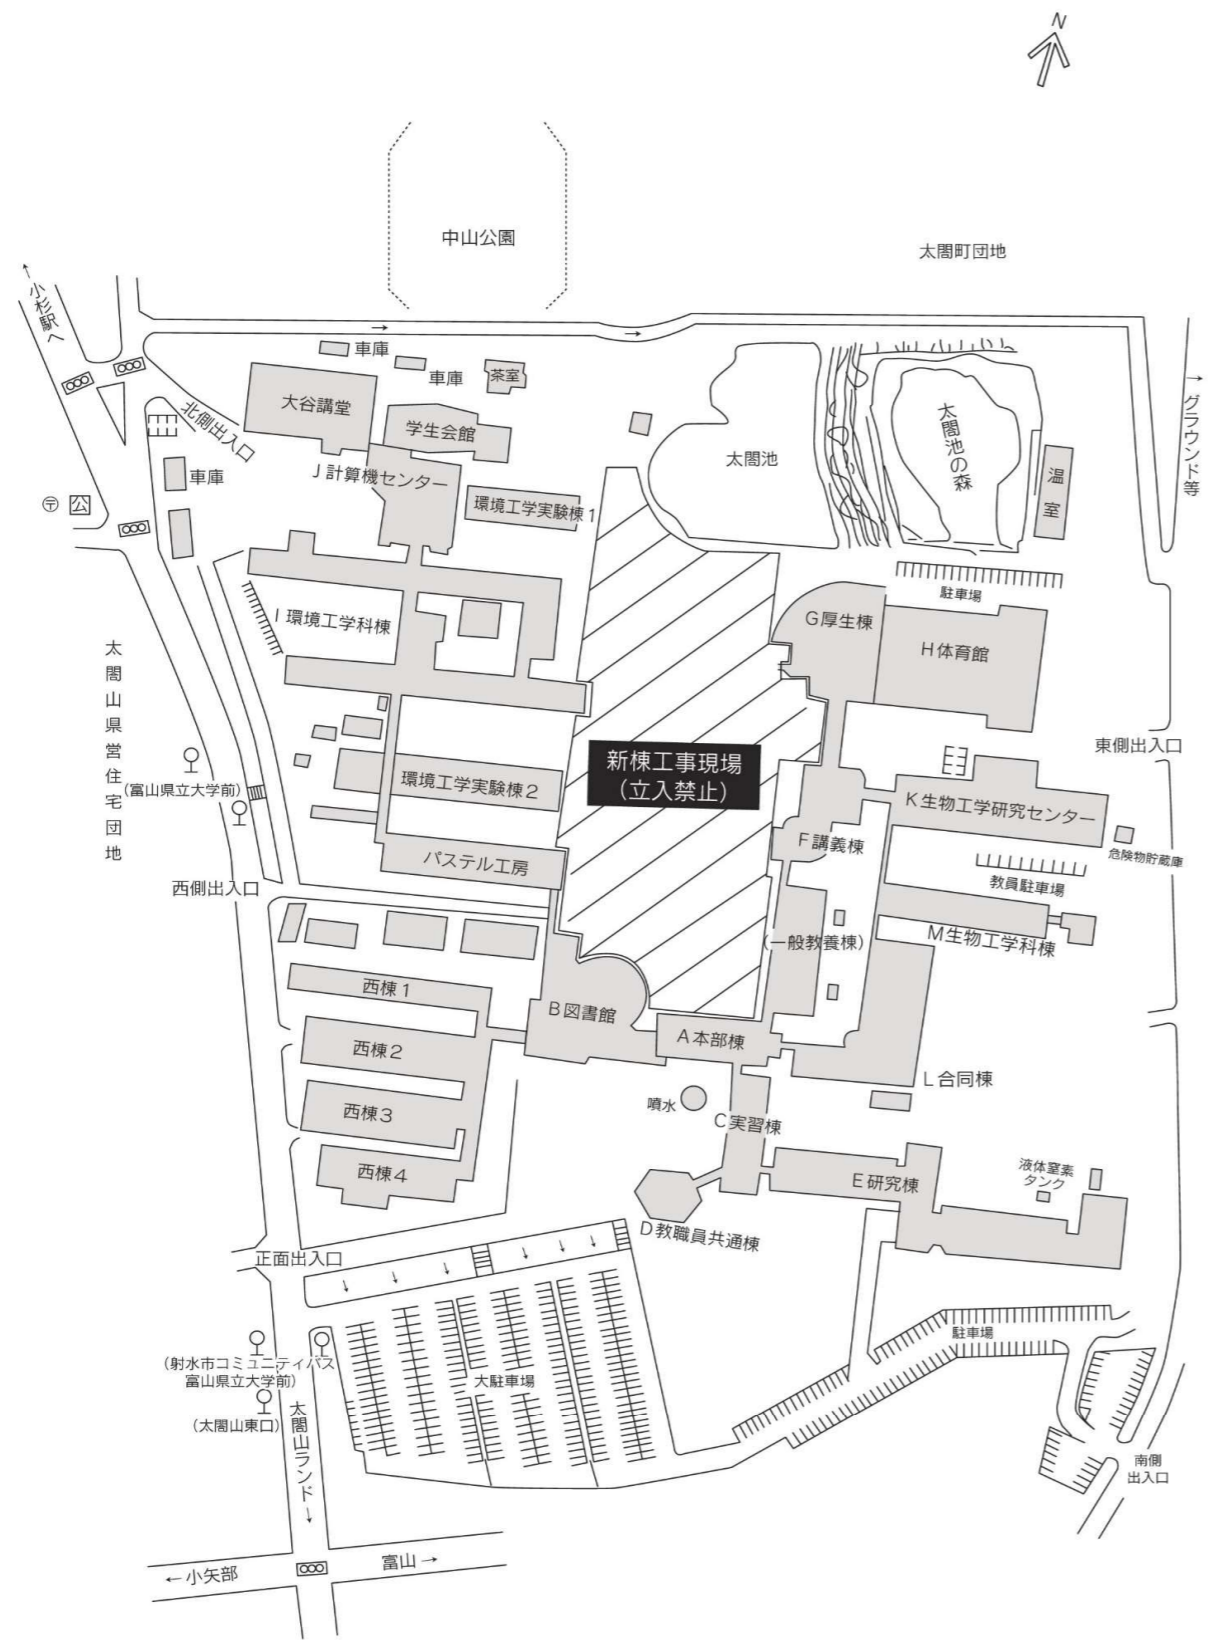 N
中山公園
太閤町団地
←小杉駅へ
→グラウンド等
車庫
車庫
茶室
大谷講堂
学生会館
北側出入口
車庫
〒
公
J計算機センター
環境工学実験棟1
太閤池
太閤池の森
温室
駐車場
I環境工学科棟
G厚生棟
H体育館
太閤山県営住宅団地
東側出入口
新棟工事現場
(立入禁止)
(富山県立大学前)
環境工学実験棟2
K生物工学研究センター
F講義棟
危険物貯蔵庫
パステル工房
教員駐車場
西側出入口
(一般教養棟)
M生物工学科棟
西棟1
B図書館
A本部棟
西棟2
L合同棟
西棟3
噴水
C実習棟
西棟4
E研究棟
液体窒素
タンク
D教職員共通棟
正面出入口
駐車場
(射水市コミュニティバス
富山県立大学前)
大駐車場
(太閤山東口)
太閤山ランド→
南側
出入口
←小矢部
富山→